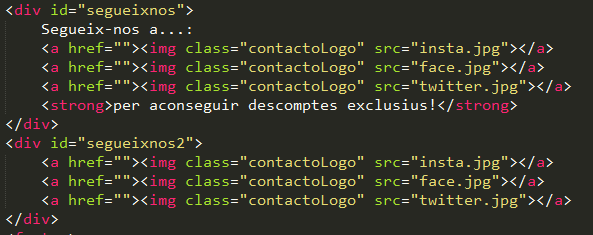 <div id="segueixnos">
Segueix-nos a...:
<a href=""><img class="contactoLogo" src="insta.jpg"></a>
<a href=""><img class="contactoLogo" src="face.jpg"></a>
<a href=""><img class="contactoLogo" src="twitter.jpg"></a>
<strong>per aconseguir descomptes exclusius!</strong>
</div>
<div id="segueixnos2">
<a href=""><img class="contactoLogo" src="insta.jpg"></a>
<a href=""><img class="contactoLogo" src="face.jpg"></a>
<a href=""><img class="contactoLogo" src="twitter.jpg"></a>
</div>